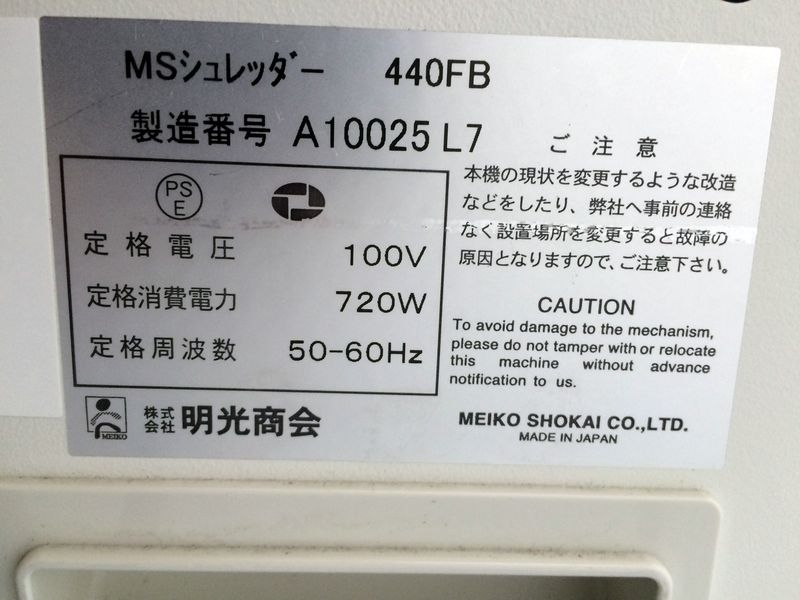 MSシュレッダー 440FB
製造番号 A10025 L7
PS
E
定格電圧 100V
定格消費電力 720W
定格周波数 50-60Hz
ご注意
本機の現状を変更するような改造
などをしたり、弊社へ事前の連絡
なく設置場所を変更すると故障の
原因となりますので、ご注意下さい。
CAUTION
To avoid damage to the mechanism,
please do not tamper with or relocate
this machine without advance
notification to us.
MEIKO
株式
会社 明光商会
MEIKO SHOKAI CO.,LTD.
MADE IN JAPAN